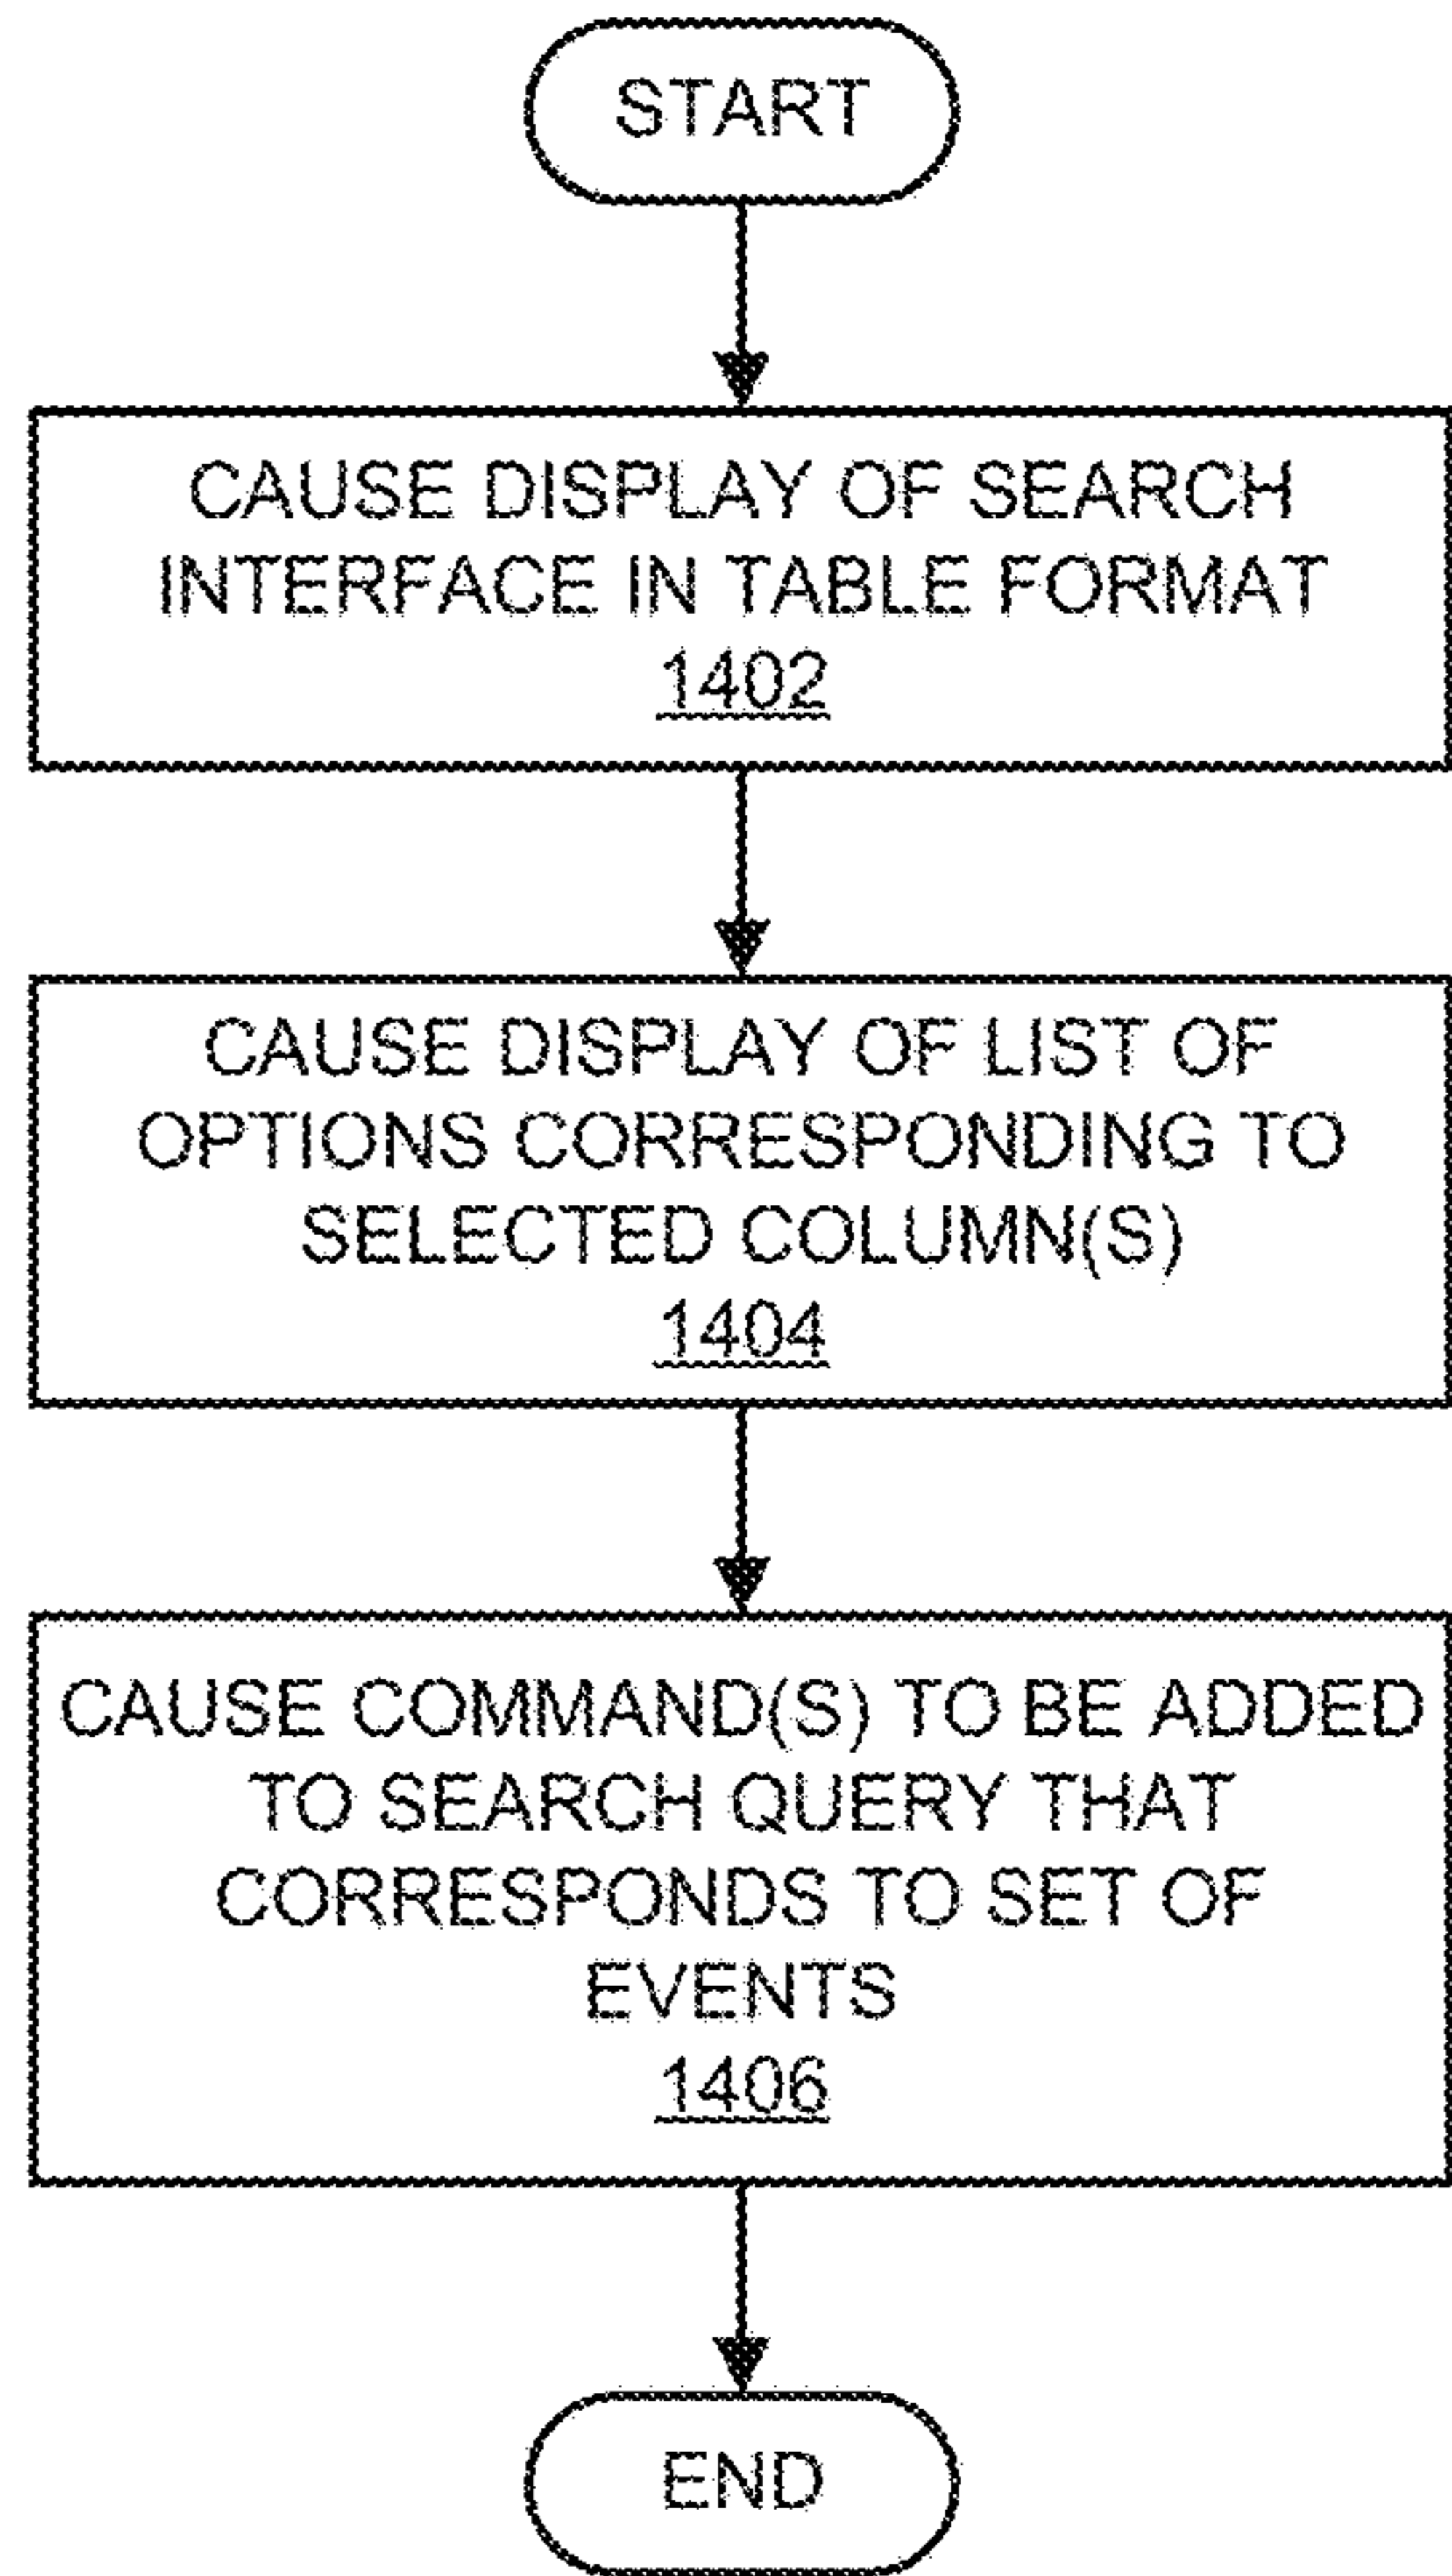 START
CAUSE DISPLAY OF SEARCH
INTERFACE IN TABLE FORMAT
1402
CAUSE DISPLAY OF LIST OF
OPTIONS CORRESPONDING TO
SELECTED COLUMN(S)
1404
CAUSE COMMAND(S) TO BE ADDED
TO SEARCH QUERY THAT
CORRESPONDS TO SET OF
EVENTS
1406
END